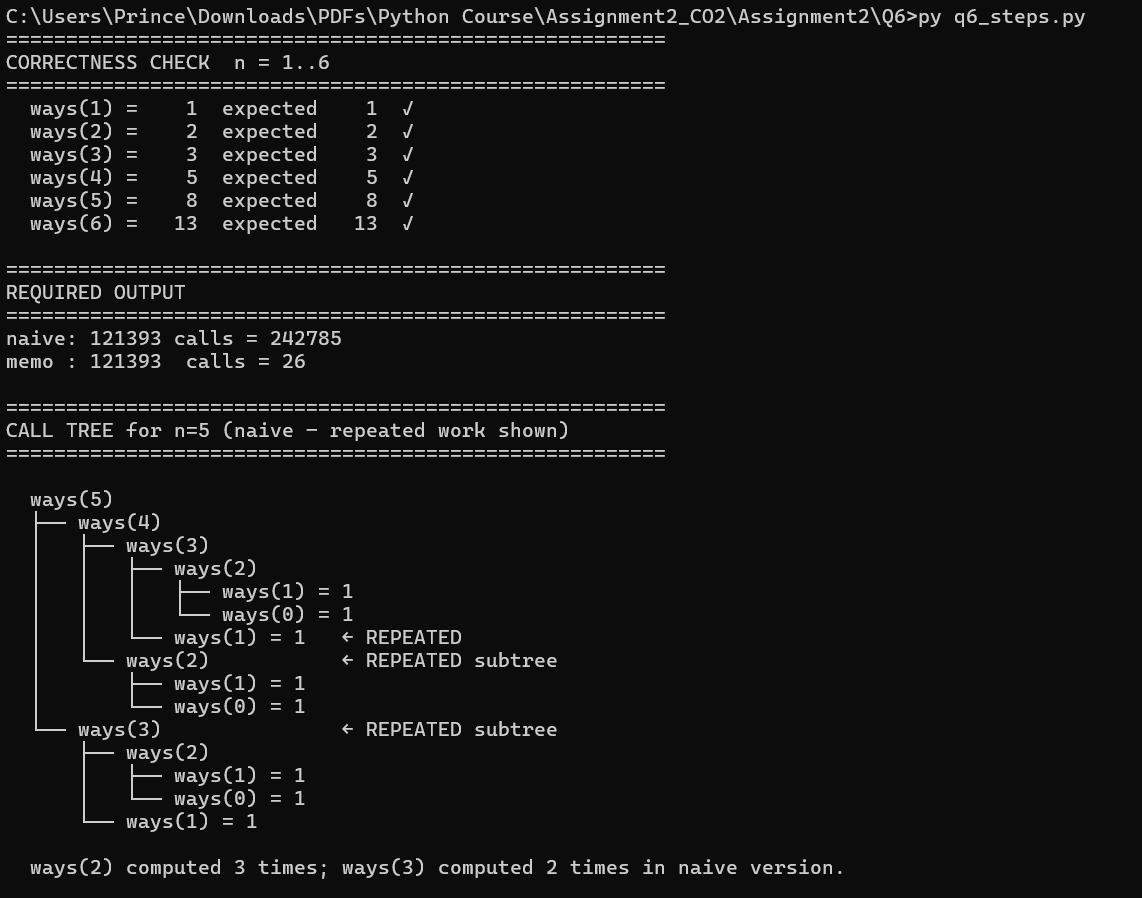 C:\Users\Prince\Downloads\PDFs\Python Course\Assignment2_CO2\Assignment2\Q6>py q6_steps.py
=======================================================
CORRECTNESS CHECK  n = 1..6
=======================================================
  ways(1) =    1  expected    1  √
  ways(2) =    2  expected    2  √
  ways(3) =    3  expected    3  √
  ways(4) =    5  expected    5  √
  ways(5) =    8  expected    8  √
  ways(6) =   13  expected   13  √

=======================================================
REQUIRED OUTPUT
=======================================================
naive: 121393 calls = 242785
memo : 121393  calls = 26

=======================================================
CALL TREE for n=5 (naive — repeated work shown)
=======================================================

  ways(5)
  ├── ways(4)
  │   ├── ways(3)
  │   │   ├── ways(2)
  │   │   │   ├── ways(1) = 1
  │   │   │   └── ways(0) = 1
  │   │   └── ways(1) = 1   ← REPEATED
  │   └── ways(2)           ← REPEATED subtree
  │       ├── ways(1) = 1
  │       └── ways(0) = 1
  └── ways(3)               ← REPEATED subtree
      ├── ways(2)
      │   ├── ways(1) = 1
      │   └── ways(0) = 1
      └── ways(1) = 1

  ways(2) computed 3 times; ways(3) computed 2 times in naive version.